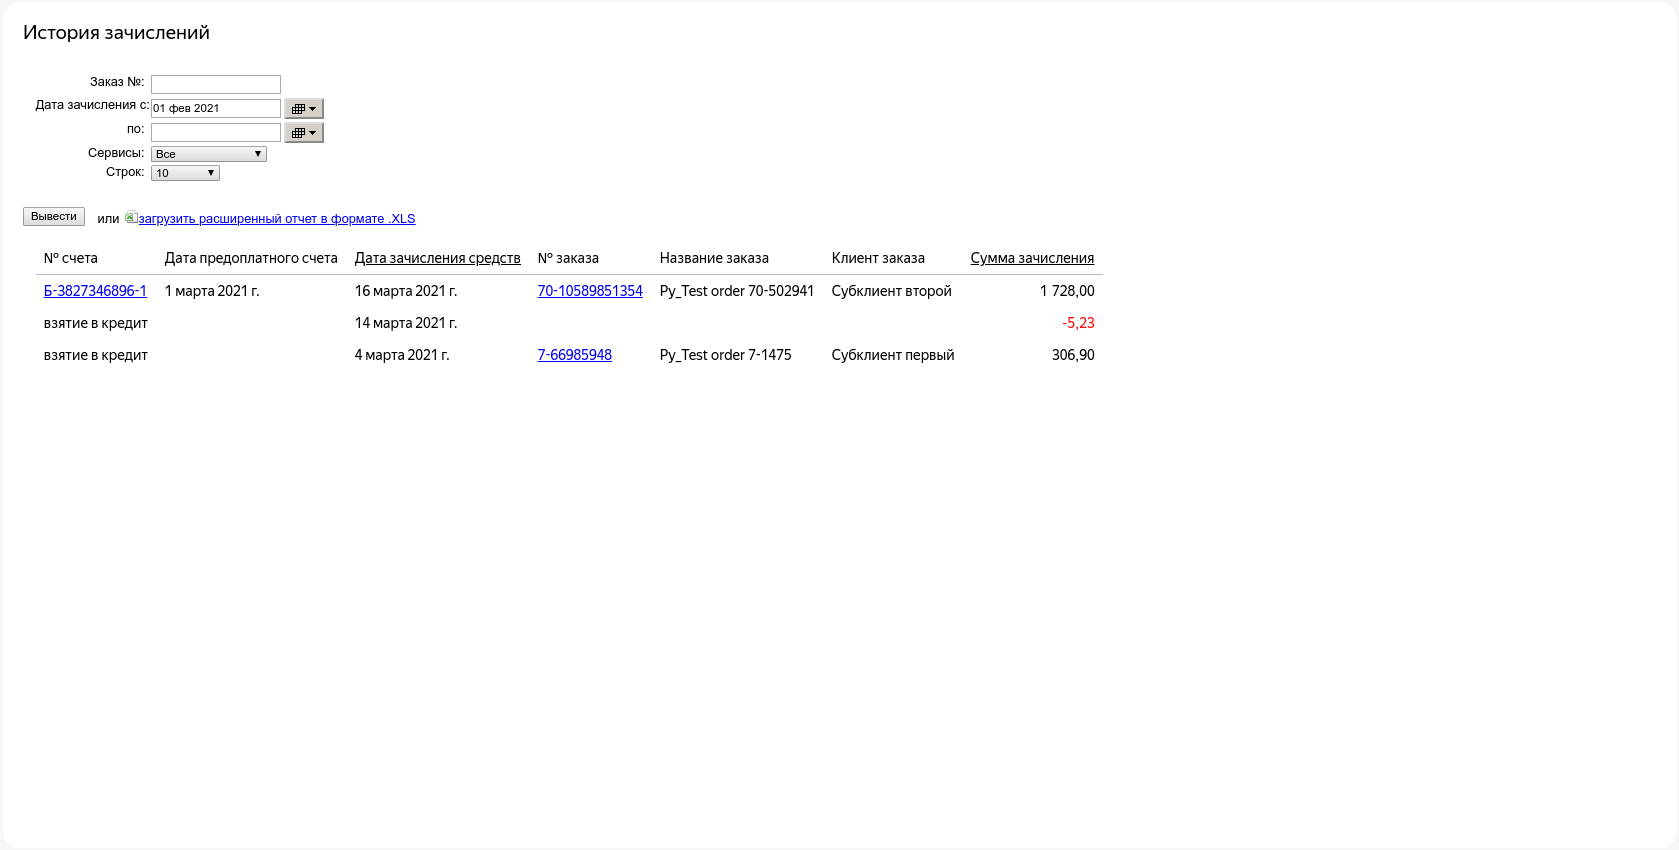 История зачислений
Заказ №:
Дата зачисления с: 01 фев 2021
по:
Сервисы: Все
Строк: 10
Вывести или загрузить расширенный отчет в формате .XLS
№ счета Дата предоплатного счета Дата зачисления средств № заказа Название заказа Клиент заказа Сумма зачисления
Б-3827346896-1 1 марта 2021 г. 16 марта 2021 г. 70-10589851354 Py_Test order 70-502941 Субклиент второй 1 728,00
взятие в кредит 14 марта 2021 г. -5,23
взятие в кредит 4 марта 2021 г. 7-66985948 Py_Test order 7-1475 Субклиент первый 306,90